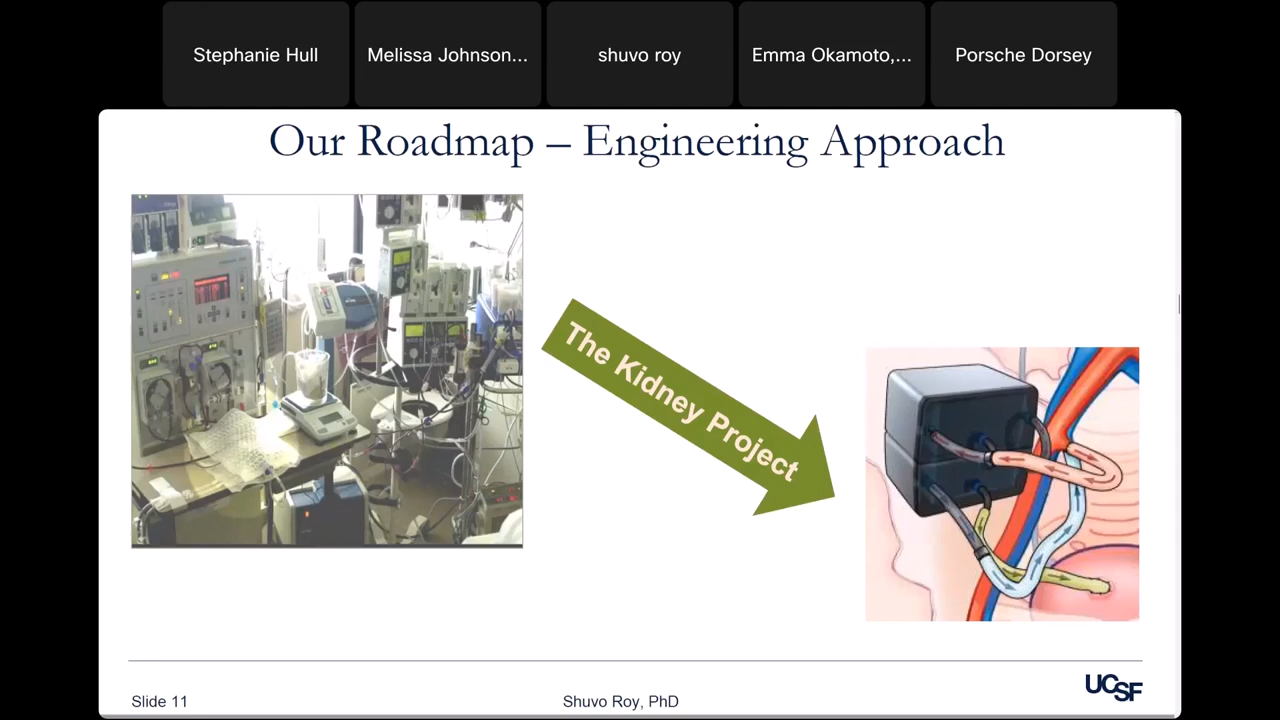 Stephanie Hull
Melissa Johnson...
shuvo roy
Emma Okamoto,...
Porsche Dorsey
Our Roadmap – Engineering Approach
The Kidney Project
Slide 11
Shuvo Roy, PhD
UCSF